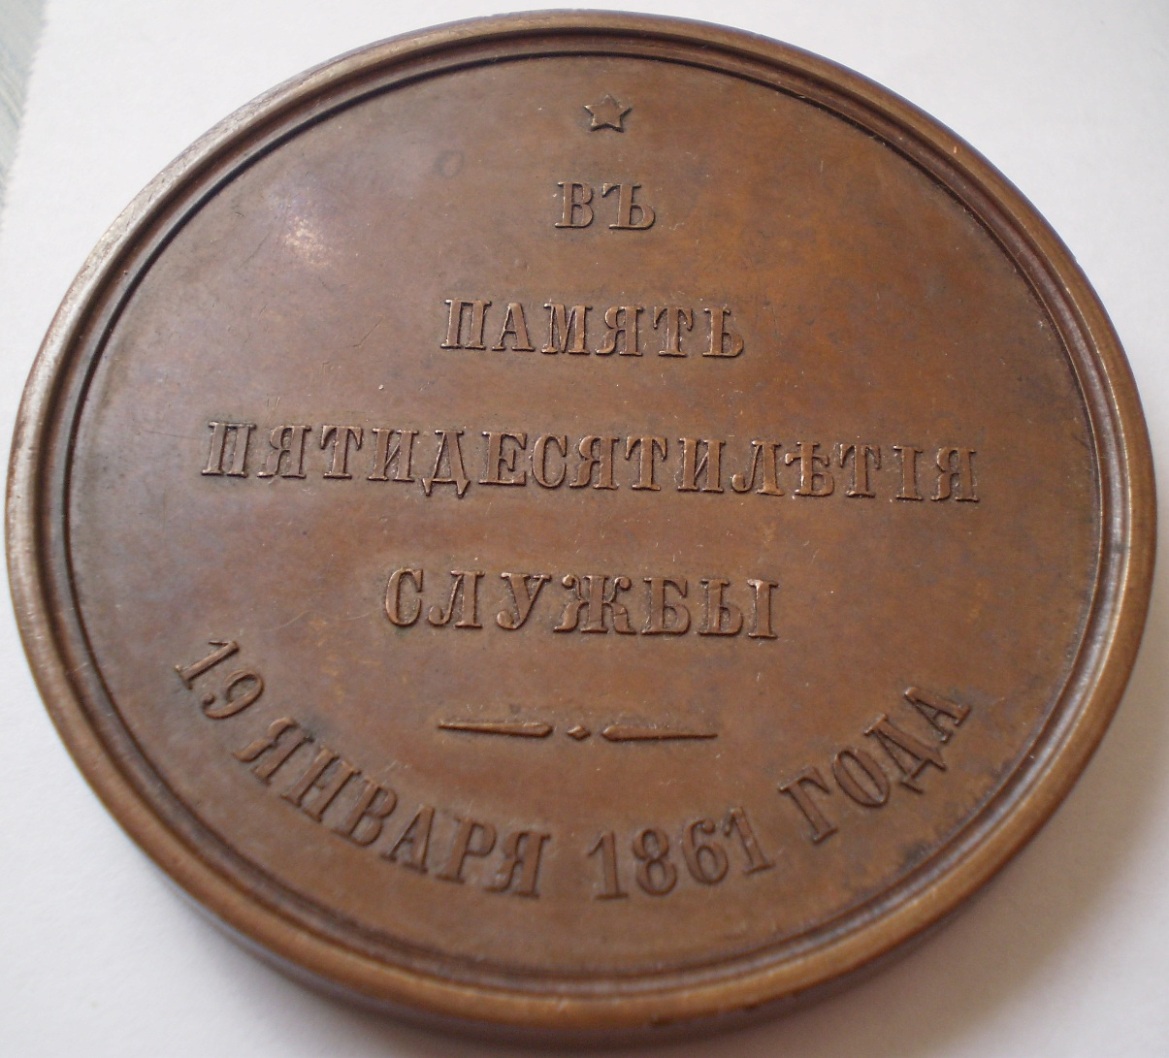 ВЪ
ПАМЯТЬ
ПЯТИДЕСЯТИЛѢТІЯ
СЛУЖБЫ
19 ЯНВАРЯ 1861 ГОДА